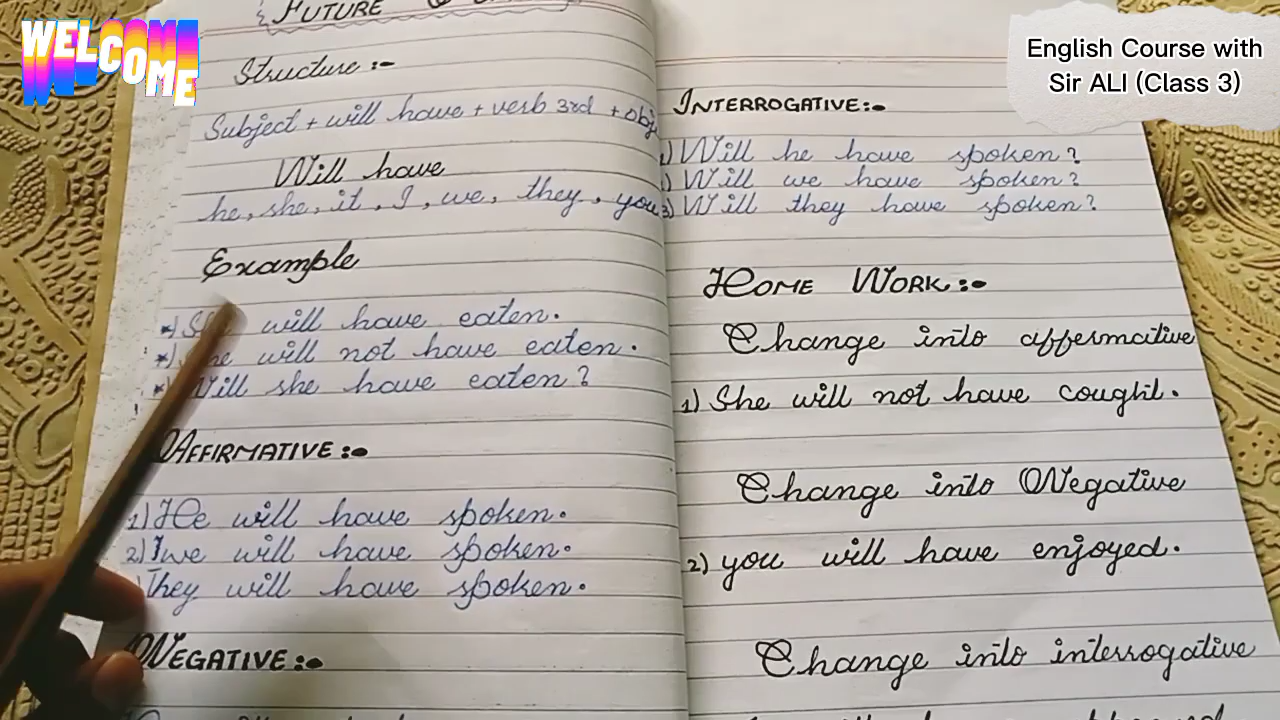 WELCOME
English Course with
Sir ALI (Class 3)
FUTURE
Structure :-
Subject + will have + verb 3rd + obj
Will have
he, she, it, I, we, they, you
Example
*) She will have eaten.
*) She will not have eaten.
*) Will she have eaten?
AFFIRMATIVE :-
1) He will have spoken.
2) I we will have spoken.
) They will have spoken.
NEGATIVE :-
INTERROGATIVE :-
1) Will he have spoken?
) Will we have spoken?
3) Will they have spoken?
HOME WORK :-
Change into affermative
1) She will not have cought.
Change into Negative
2) you will have enjoyed.
Change into interrogative